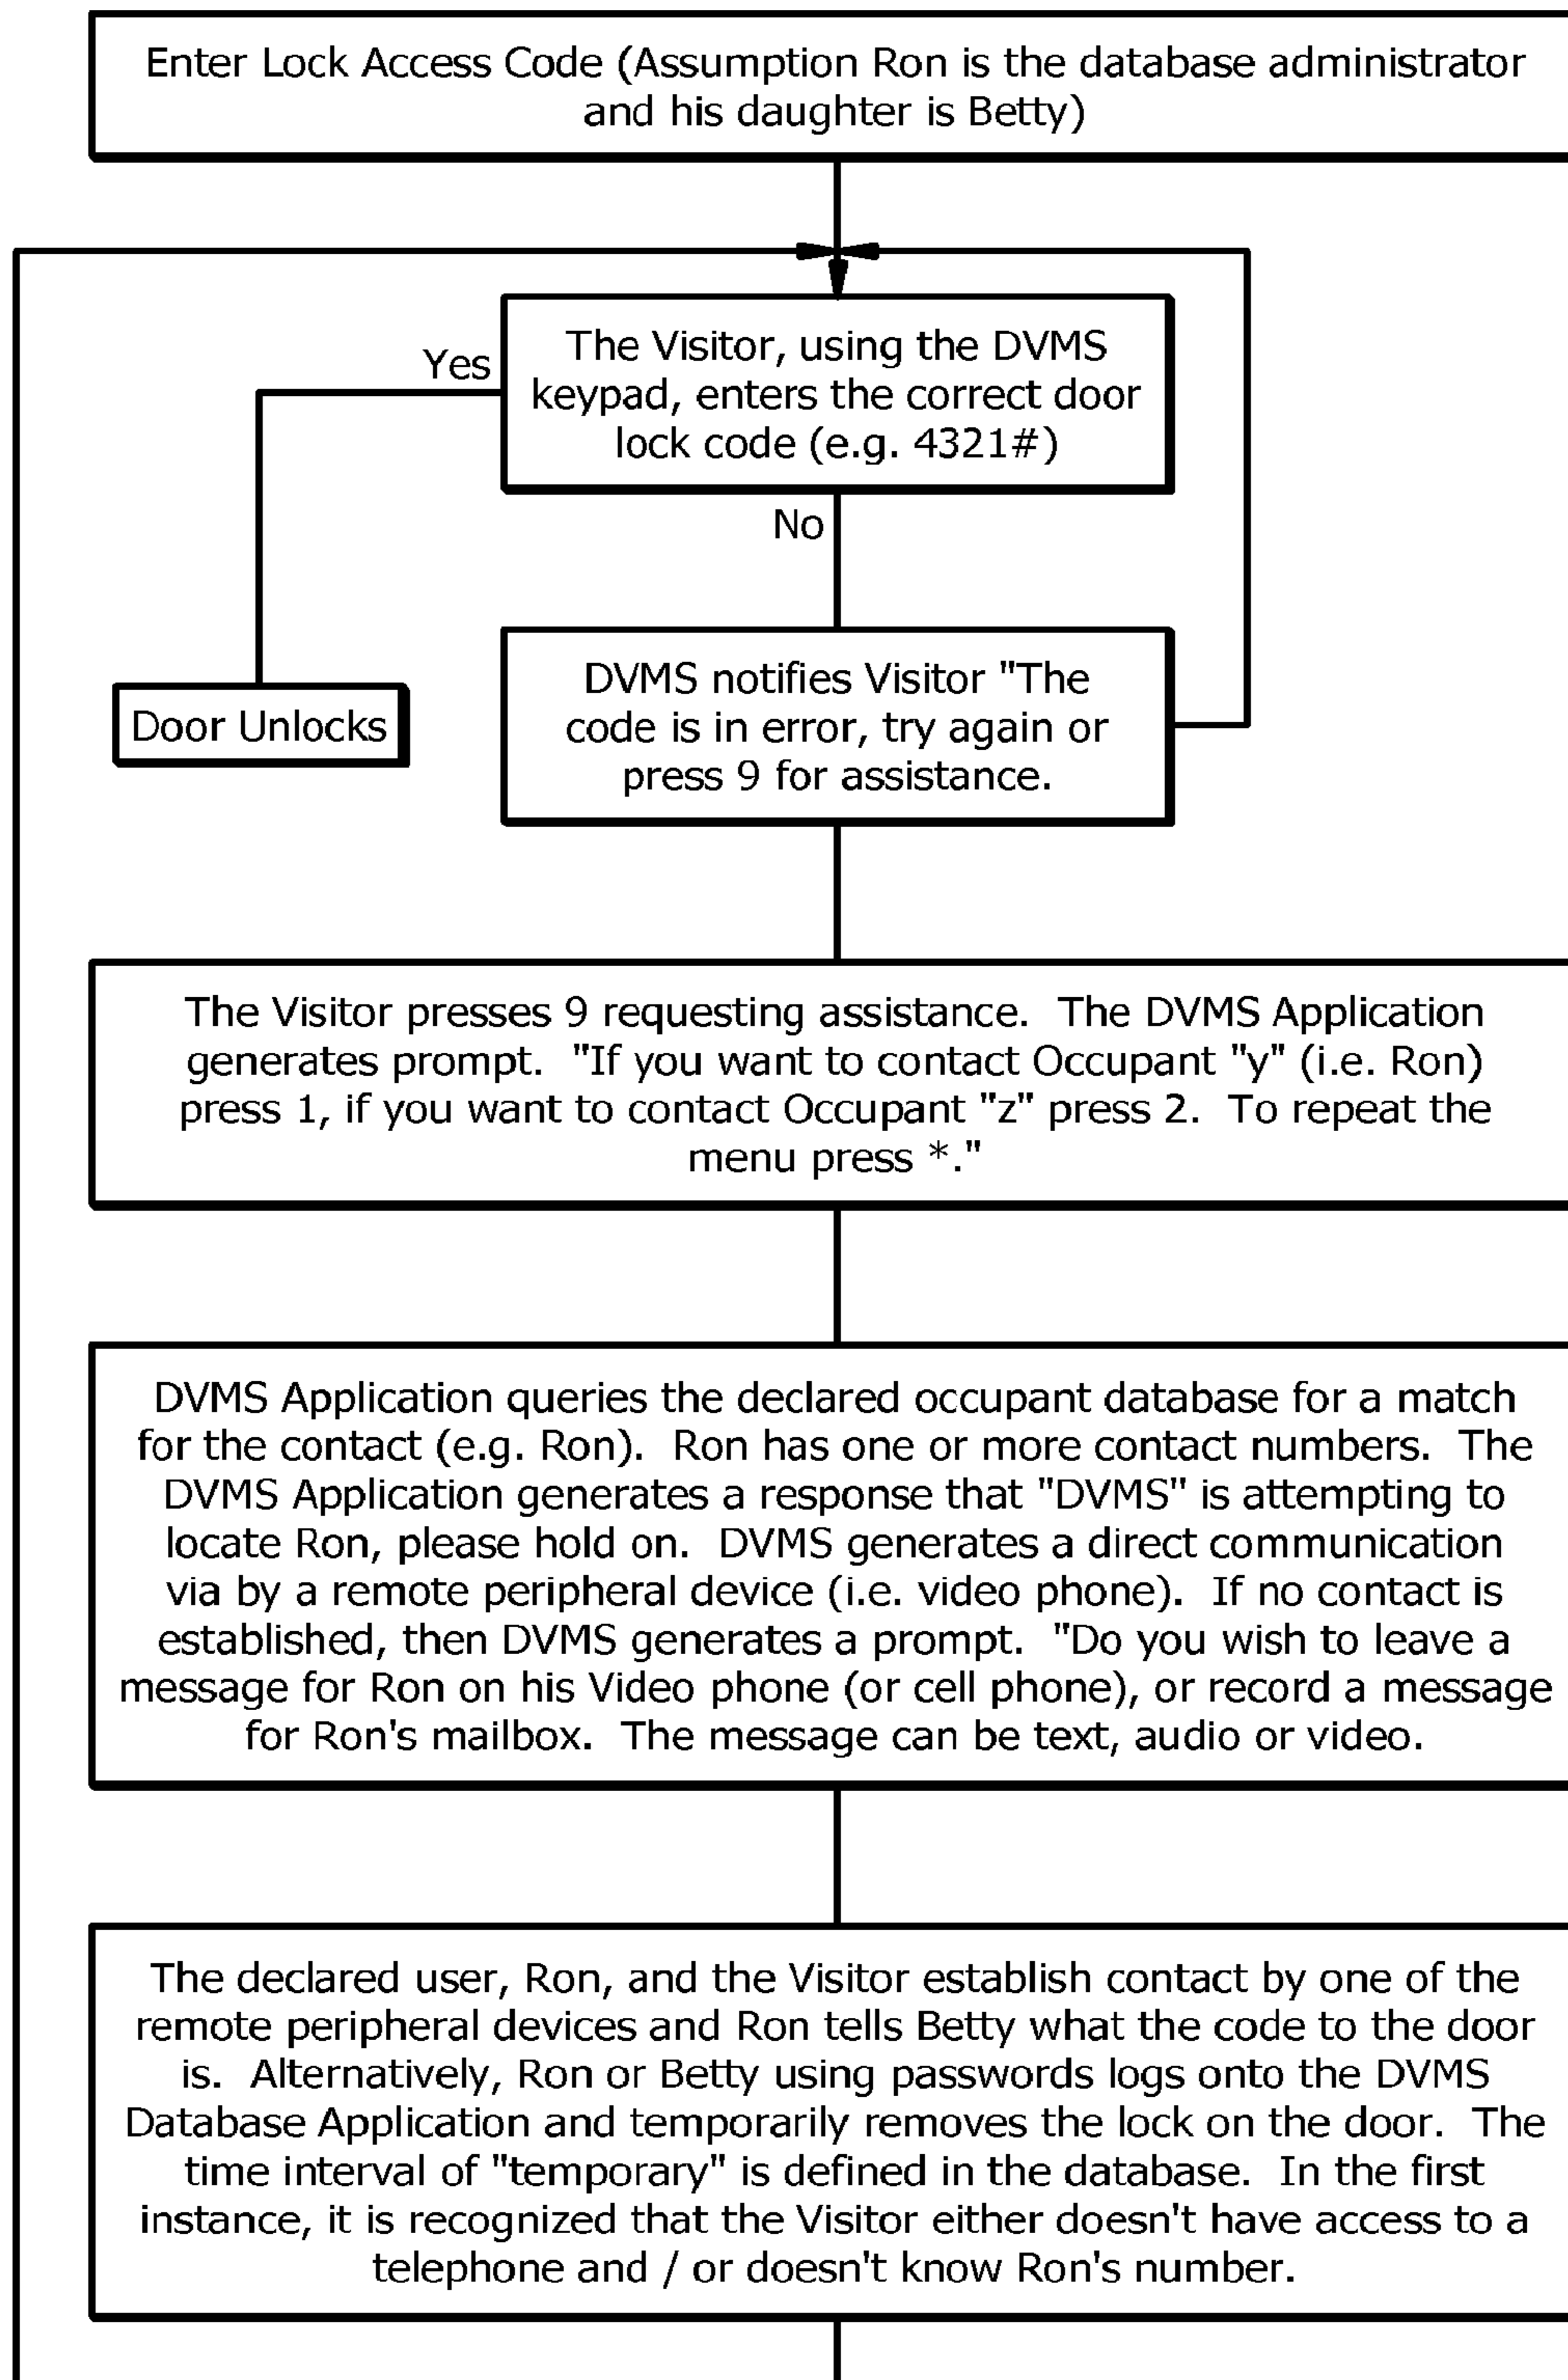 Enter Lock Access Code (Assumption Ron is the database administrator
and his daughter is Betty)
The Visitor, using the DVMS
keypad, enters the correct door
lock code (e.g. 4321#)
Yes
No
Door Unlocks
DVMS notifies Visitor "The
code is in error, try again or
press 9 for assistance.
The Visitor presses 9 requesting assistance.  The DVMS Application
generates prompt.  "If you want to contact Occupant "y" (i.e. Ron)
press 1, if you want to contact Occupant "z" press 2.  To repeat the
menu press *."
DVMS Application queries the declared occupant database for a match
for the contact (e.g. Ron).  Ron has one or more contact numbers.  The
DVMS Application generates a response that "DVMS" is attempting to
locate Ron, please hold on.  DVMS generates a direct communication
via by a remote peripheral device (i.e. video phone).  If no contact is
established, then DVMS generates a prompt.  "Do you wish to leave a
message for Ron on his Video phone (or cell phone), or record a message
for Ron's mailbox.  The message can be text, audio or video.
The declared user, Ron, and the Visitor establish contact by one of the
remote peripheral devices and Ron tells Betty what the code to the door
is.  Alternatively, Ron or Betty using passwords logs onto the DVMS
Database Application and temporarily removes the lock on the door.  The
time interval of "temporary" is defined in the database.  In the first
instance, it is recognized that the Visitor either doesn't have access to a
telephone and / or doesn't know Ron's number.